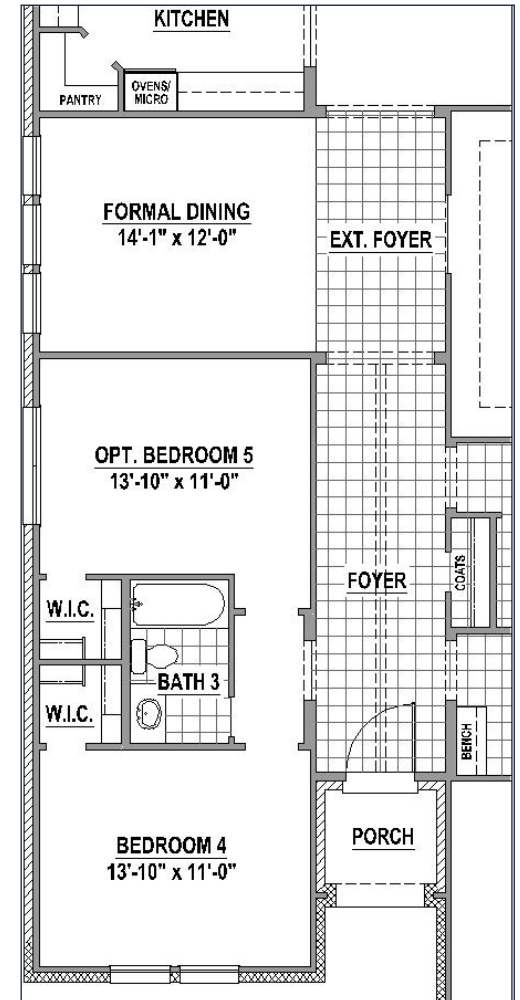 KITCHEN
OVENS/
MICRO
PANTRY
FORMAL DINING
14'-1" x 12'-0"
EXT. FOYER
OPT. BEDROOM 5
13'-10" x 11'-0"
FOYER
COATS
W.I.C.
BATH 3
W.I.C.
BENCH
BEDROOM 4
13'-10" x 11'-0"
PORCH